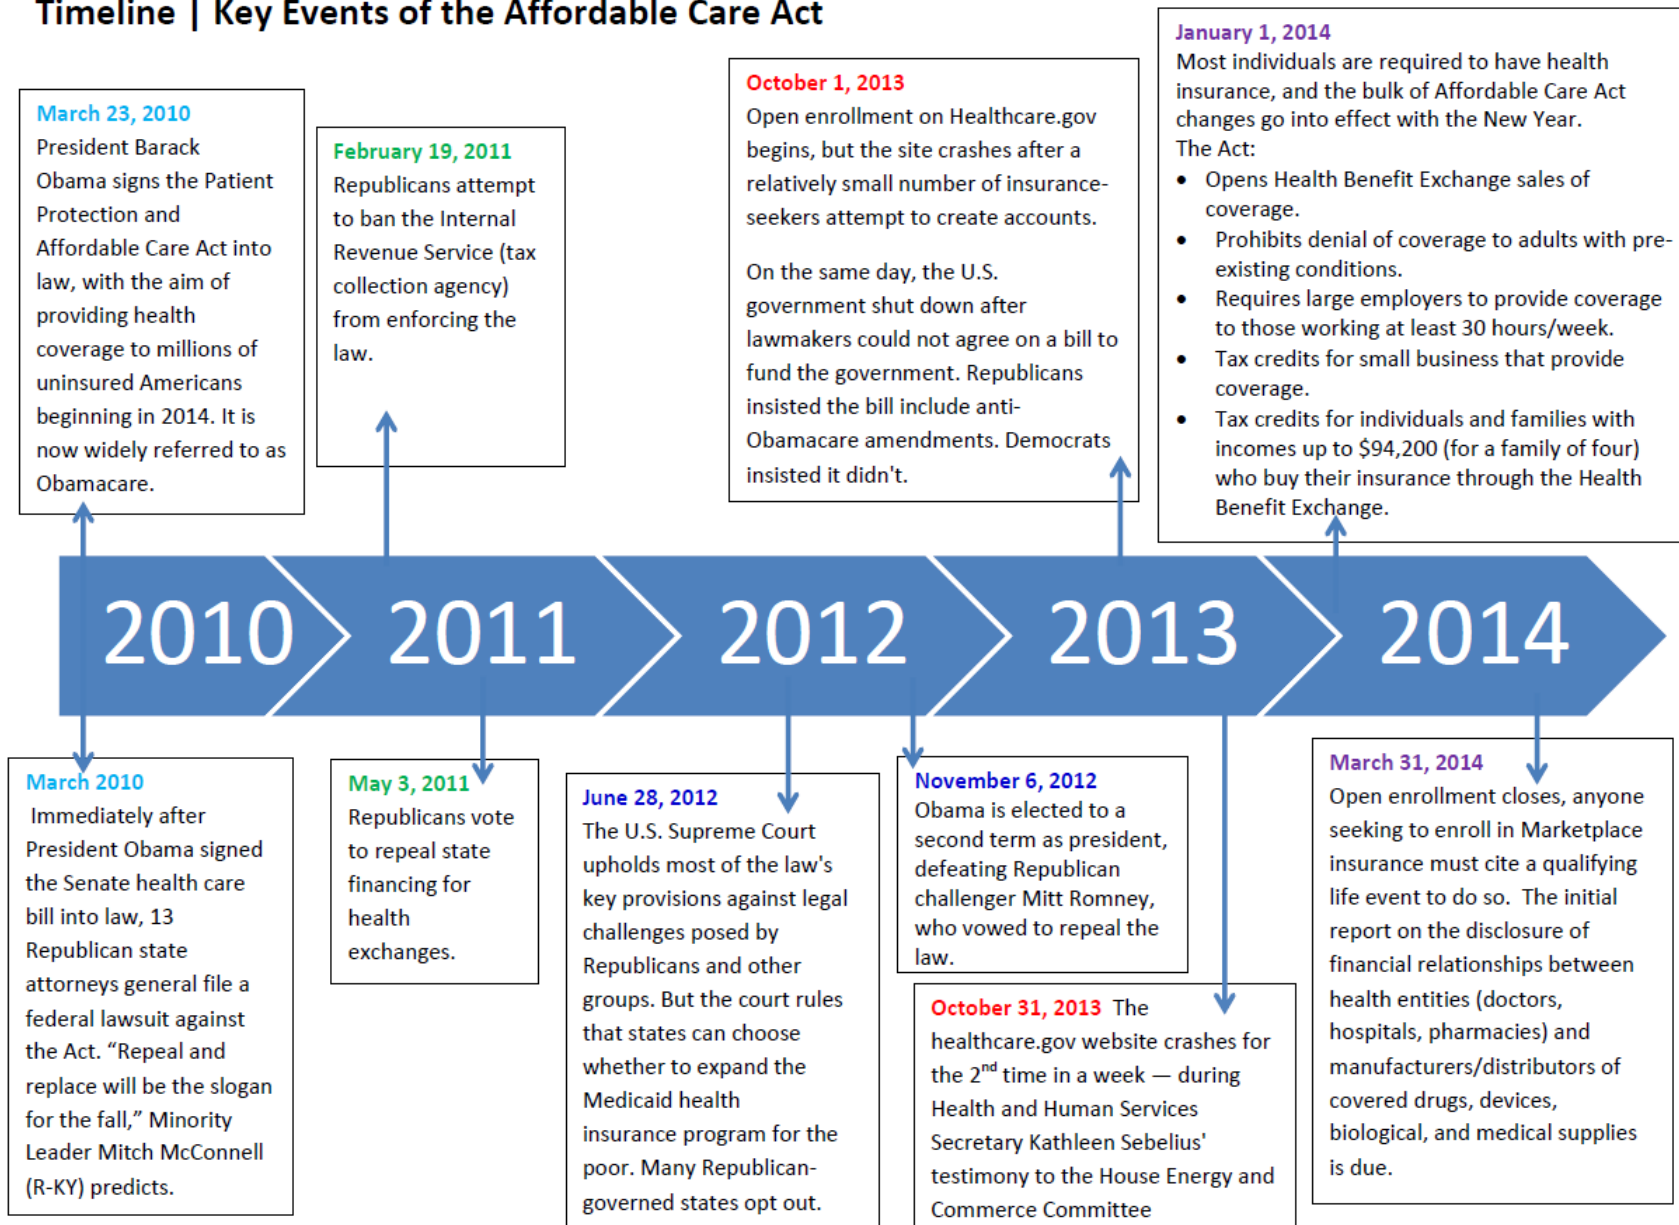 Timeline | Key Events of the Affordable Care Act
March 23, 2010
President Barack
Obama signs the Patient
Protection and
Affordable Care Act into
law, with the aim of
providing health
coverage to millions of
uninsured Americans
beginning in 2014. It is
now widely referred to as
Obamacare.
February 19, 2011
Republicans attempt
to ban the Internal
Revenue Service (tax
collection agency)
from enforcing the
law.
October 1, 2013
Open enrollment on Healthcare.gov
begins, but the site crashes after a
relatively small number of insurance-
seekers attempt to create accounts.
On the same day, the U.S.
government shut down after
lawmakers could not agree on a bill to
fund the government. Republicans
insisted the bill include anti-
Obamacare amendments. Democrats
insisted it didn't.
January 1, 2014
Most individuals are required to have health
insurance, and the bulk of Affordable Care Act
changes go into effect with the New Year.
The Act:
• Opens Health Benefit Exchange sales of
coverage.
• Prohibits denial of coverage to adults with pre-
existing conditions.
• Requires large employers to provide coverage
to those working at least 30 hours/week.
• Tax credits for small business that provide
coverage.
• Tax credits for individuals and families with
incomes up to $94,200 (for a family of four)
who buy their insurance through the Health
Benefit Exchange.
2010
2011
2012
2013
2014
March 2010
Immediately after
President Obama signed
the Senate health care
bill into law, 13
Republican state
attorneys general file a
federal lawsuit against
the Act. “Repeal and
replace will be the slogan
for the fall,” Minority
Leader Mitch McConnell
(R-KY) predicts.
May 3, 2011
Republicans vote
to repeal state
financing for
health
exchanges.
June 28, 2012
The U.S. Supreme Court
upholds most of the law's
key provisions against legal
challenges posed by
Republicans and other
groups. But the court rules
that states can choose
whether to expand the
Medicaid health
insurance program for the
poor. Many Republican-
governed states opt out.
November 6, 2012
Obama is elected to a
second term as president,
defeating Republican
challenger Mitt Romney,
who vowed to repeal the
law.
October 31, 2013 The
healthcare.gov website crashes for
the 2nd time in a week — during
Health and Human Services
Secretary Kathleen Sebelius'
testimony to the House Energy and
Commerce Committee
March 31, 2014
Open enrollment closes, anyone
seeking to enroll in Marketplace
insurance must cite a qualifying
life event to do so. The initial
report on the disclosure of
financial relationships between
health entities (doctors,
hospitals, pharmacies) and
manufacturers/distributors of
covered drugs, devices,
biological, and medical supplies
is due.